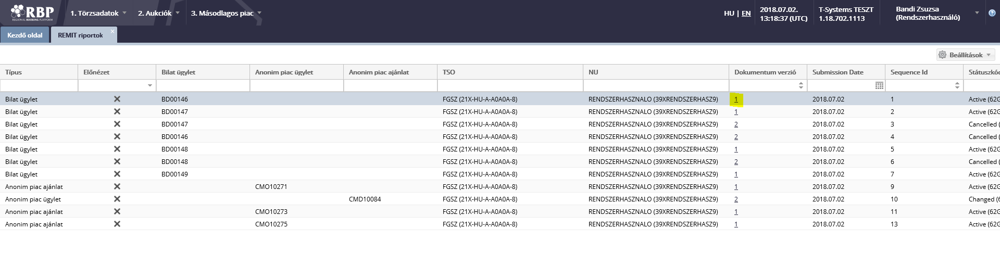 RBP
REGIONAL BOOKING PLATFORM
1. Törzsadatok
2. Aukciók
3. Másodlagos piac
HU | EN
2018.07.02.
13:18:37 (UTC)
T-Systems TESZT
1.18.702.1113
Bandi Zsuzsa
(Rendszerhasználó)
Kezdő oldal
REMIT riportok
Beállítások
Típus Előnézet Bilat ügylet Anonim piac ügylet Anonim piac ajánlat TSO NU Dokumentum verzió Submission Date Sequence Id Státuszkód
Bilat ügylet BD00146 FGSZ (21X-HU-A-A0A0A-8) RENDSZERHASZNALO (39XRENDSZERHASZ9) 1 2018.07.02 1 Active (62G
Bilat ügylet BD00147 FGSZ (21X-HU-A-A0A0A-8) RENDSZERHASZNALO (39XRENDSZERHASZ9) 1 2018.07.02 2 Active (62G
Bilat ügylet BD00147 FGSZ (21X-HU-A-A0A0A-8) RENDSZERHASZNALO (39XRENDSZERHASZ9) 2 2018.07.02 3 Cancelled (
Bilat ügylet BD00146 FGSZ (21X-HU-A-A0A0A-8) RENDSZERHASZNALO (39XRENDSZERHASZ9) 2 2018.07.02 4 Cancelled (
Bilat ügylet BD00148 FGSZ (21X-HU-A-A0A0A-8) RENDSZERHASZNALO (39XRENDSZERHASZ9) 1 2018.07.02 5 Active (62G
Bilat ügylet BD00148 FGSZ (21X-HU-A-A0A0A-8) RENDSZERHASZNALO (39XRENDSZERHASZ9) 2 2018.07.02 6 Cancelled (
Bilat ügylet BD00149 FGSZ (21X-HU-A-A0A0A-8) RENDSZERHASZNALO (39XRENDSZERHASZ9) 1 2018.07.02 7 Active (62G
Anonim piac ajánlat CMO10271 FGSZ (21X-HU-A-A0A0A-8) RENDSZERHASZNALO (39XRENDSZERHASZ9) 1 2018.07.02 9 Active (62G
Anonim piac ügylet CMD10084 FGSZ (21X-HU-A-A0A0A-8) RENDSZERHASZNALO (39XRENDSZERHASZ9) 2 2018.07.02 10 Changed (6
Anonim piac ajánlat CMO10273 FGSZ (21X-HU-A-A0A0A-8) RENDSZERHASZNALO (39XRENDSZERHASZ9) 1 2018.07.02 11 Active (62G
Anonim piac ajánlat CMO10275 FGSZ (21X-HU-A-A0A0A-8) RENDSZERHASZNALO (39XRENDSZERHASZ9) 1 2018.07.02 13 Active (62G